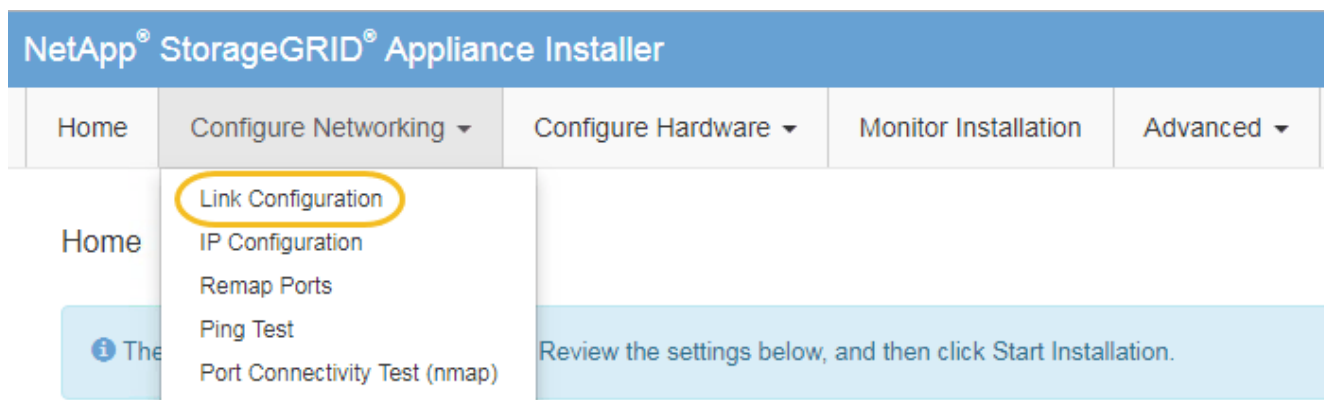 NetApp® StorageGRID® Appliance Installer
Home Configure Networking Configure Hardware Monitor Installation Advanced
Link Configuration
Home
IP Configuration
Remap Ports
Ping Test
The Review the settings below, and then click Start Installation.
Port Connectivity Test (nmap)